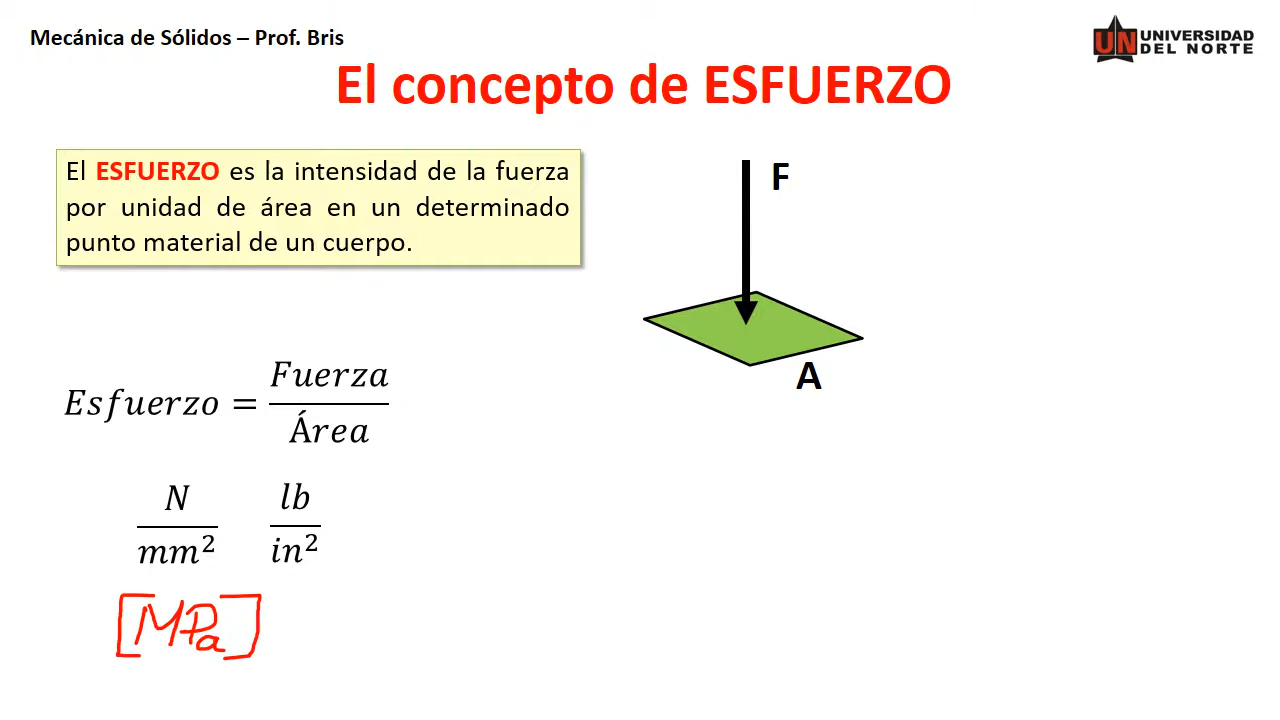 Mecánica de Sólidos – Prof. Bris
UNIVERSIDAD
DEL NORTE
UN
El concepto de ESFUERZO
El ESFUERZO es la intensidad de la fuerza
por unidad de área en un determinado
punto material de un cuerpo.
F
A
Esfuerzo = Fuerza / Área
N / mm² lb / in²
[MPa]